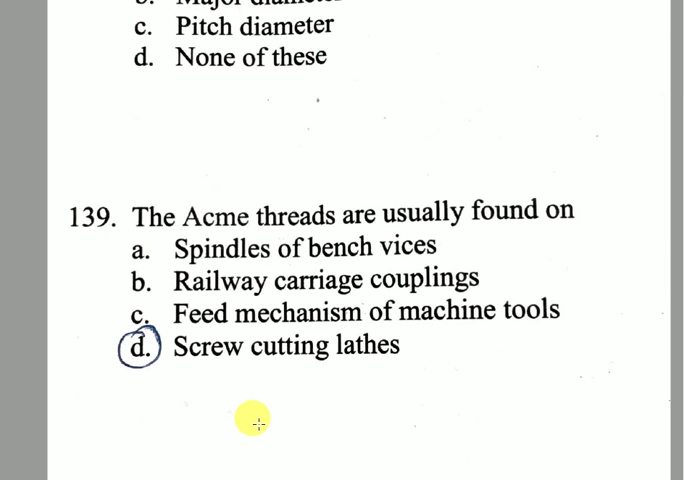 c. Pitch diameter
d. None of these
139. The Acme threads are usually found on
a. Spindles of bench vices
b. Railway carriage couplings
c. Feed mechanism of machine tools
d. Screw cutting lathes